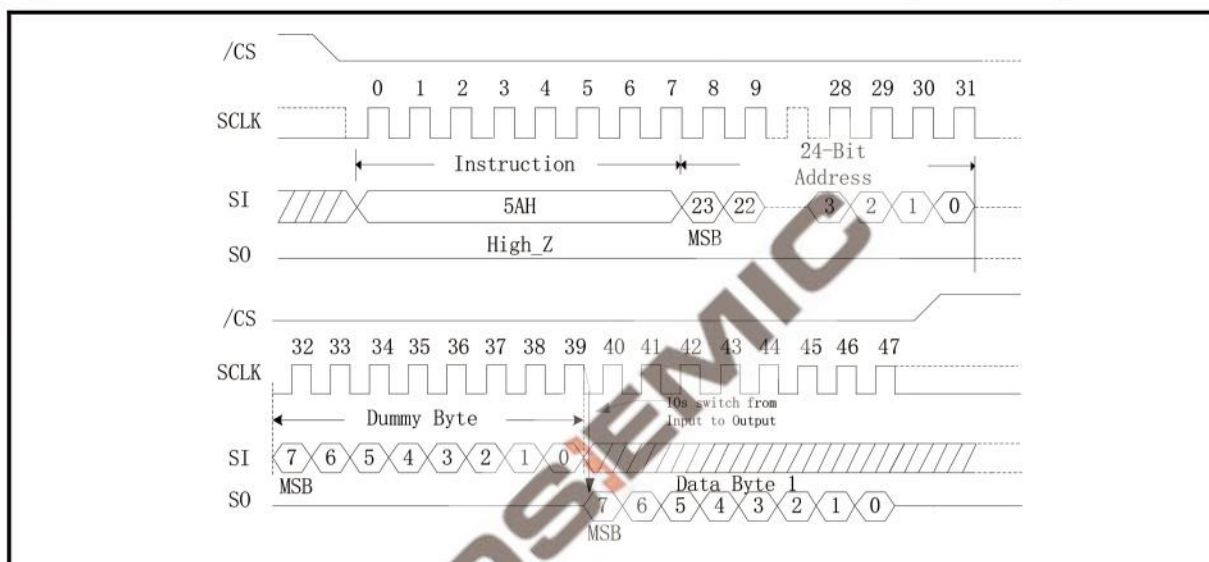 /CS
0 1 2 3 4 5 6 7 8 9 28 29 30 31
SCLK
Instruction 24-Bit
Address
SI 5AH 23 22 3 2 1 0
High_Z MSB
SO
/CS
32 33 34 35 36 37 38 39 40 41 42 43 44 45 46 47
SCLK
IOs switch from
Dummy Byte Input to Output
SI 7 6 5 4 3 2 1 0
MSB Data Byte 1
SO 7 6 5 4 3 2 1 0
MSB